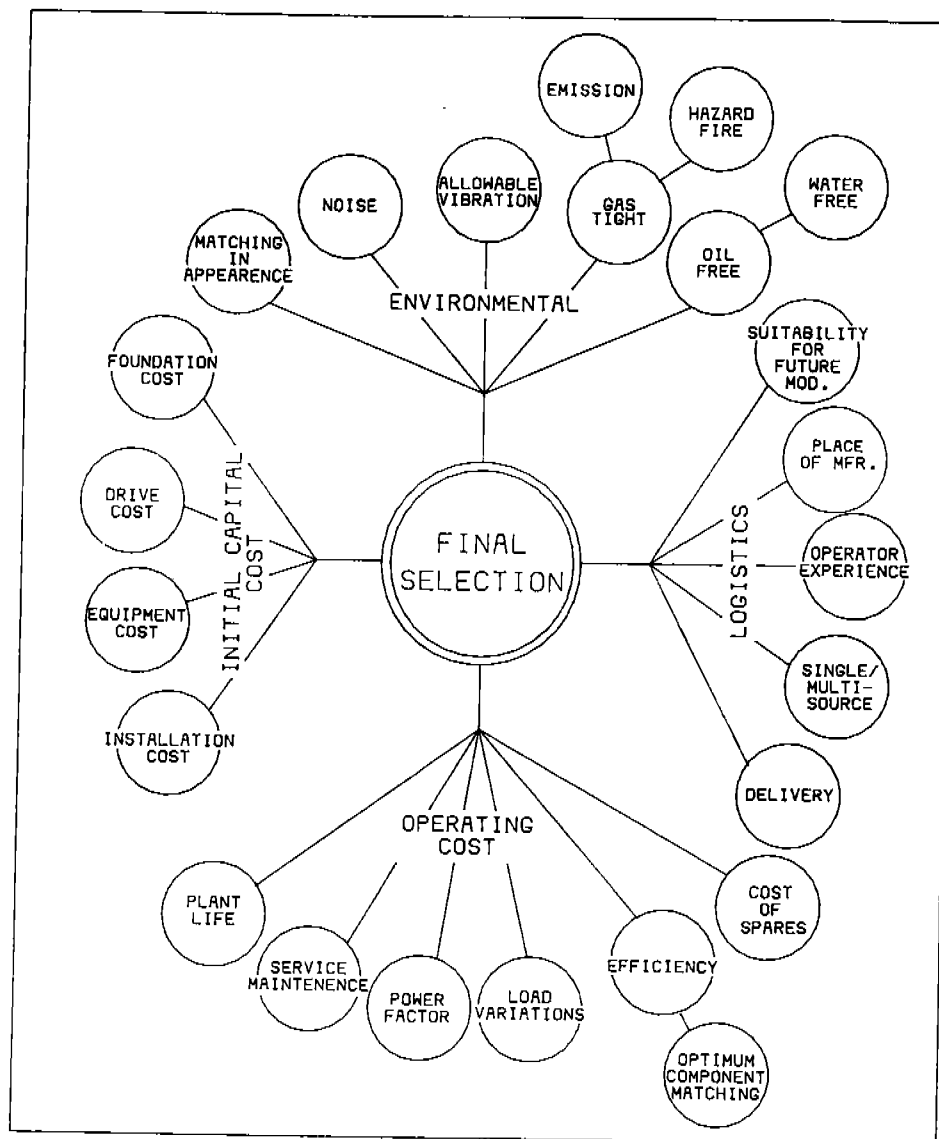 EMISSION
HAZARD
FIRE
WATER
FREE
NOISE
ALLOWABLE
VIBRATION
GAS
TIGHT
MATCHING
IN
APPEARENCE
OIL
FREE
ENVIRONMENTAL
SUITABILITY
FOR
FUTURE
MOD.
FOUNDATION
COST
PLACE
OF MFR.
DRIVE
COST
INITIAL CAPITAL
COST
FINAL
SELECTION
LOGISTICS
OPERATOR
EXPERIENCE
EQUIPMENT
COST
SINGLE/
MULTI-
SOURCE
INSTALLATION
COST
DELIVERY
OPERATING
COST
PLANT
LIFE
COST
OF
SPARES
SERVICE
MAINTENENCE
EFFICIENCY
POWER
FACTOR
LOAD
VARIATIONS
OPTIMUM
COMPONENT
MATCHING